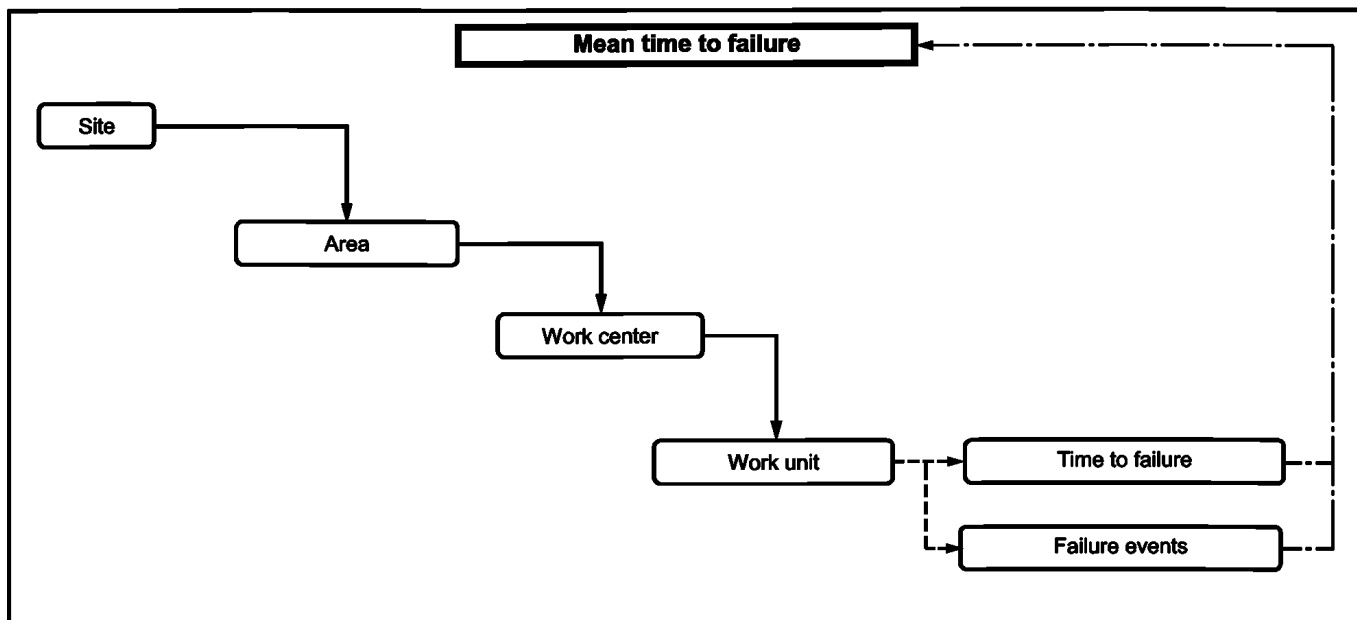 Mean time to failure
Site
Area
Work center
Work unit
Time to failure
Failure events